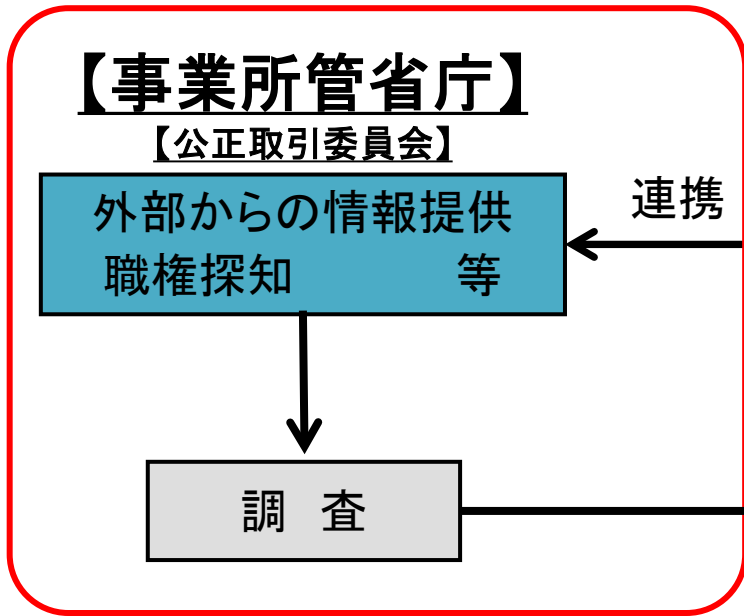 【事業所管省庁】
【公正取引委員会】
連携
外部からの情報提供
職権探知　　　等
調　査